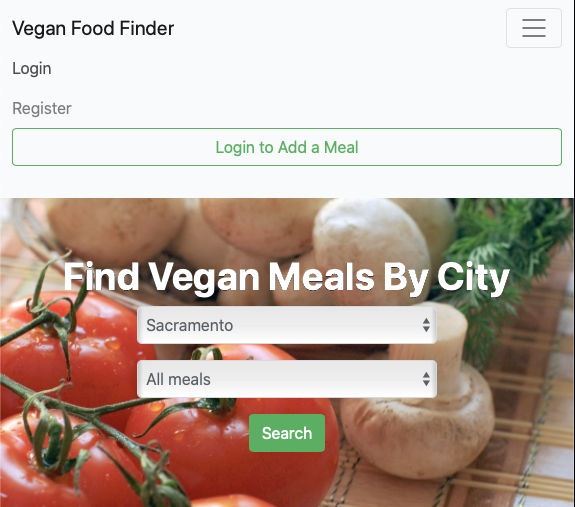 Vegan Food Finder
Login
Register
Login to Add a Meal
Find Vegan Meals By City
Sacramento
All meals
Search